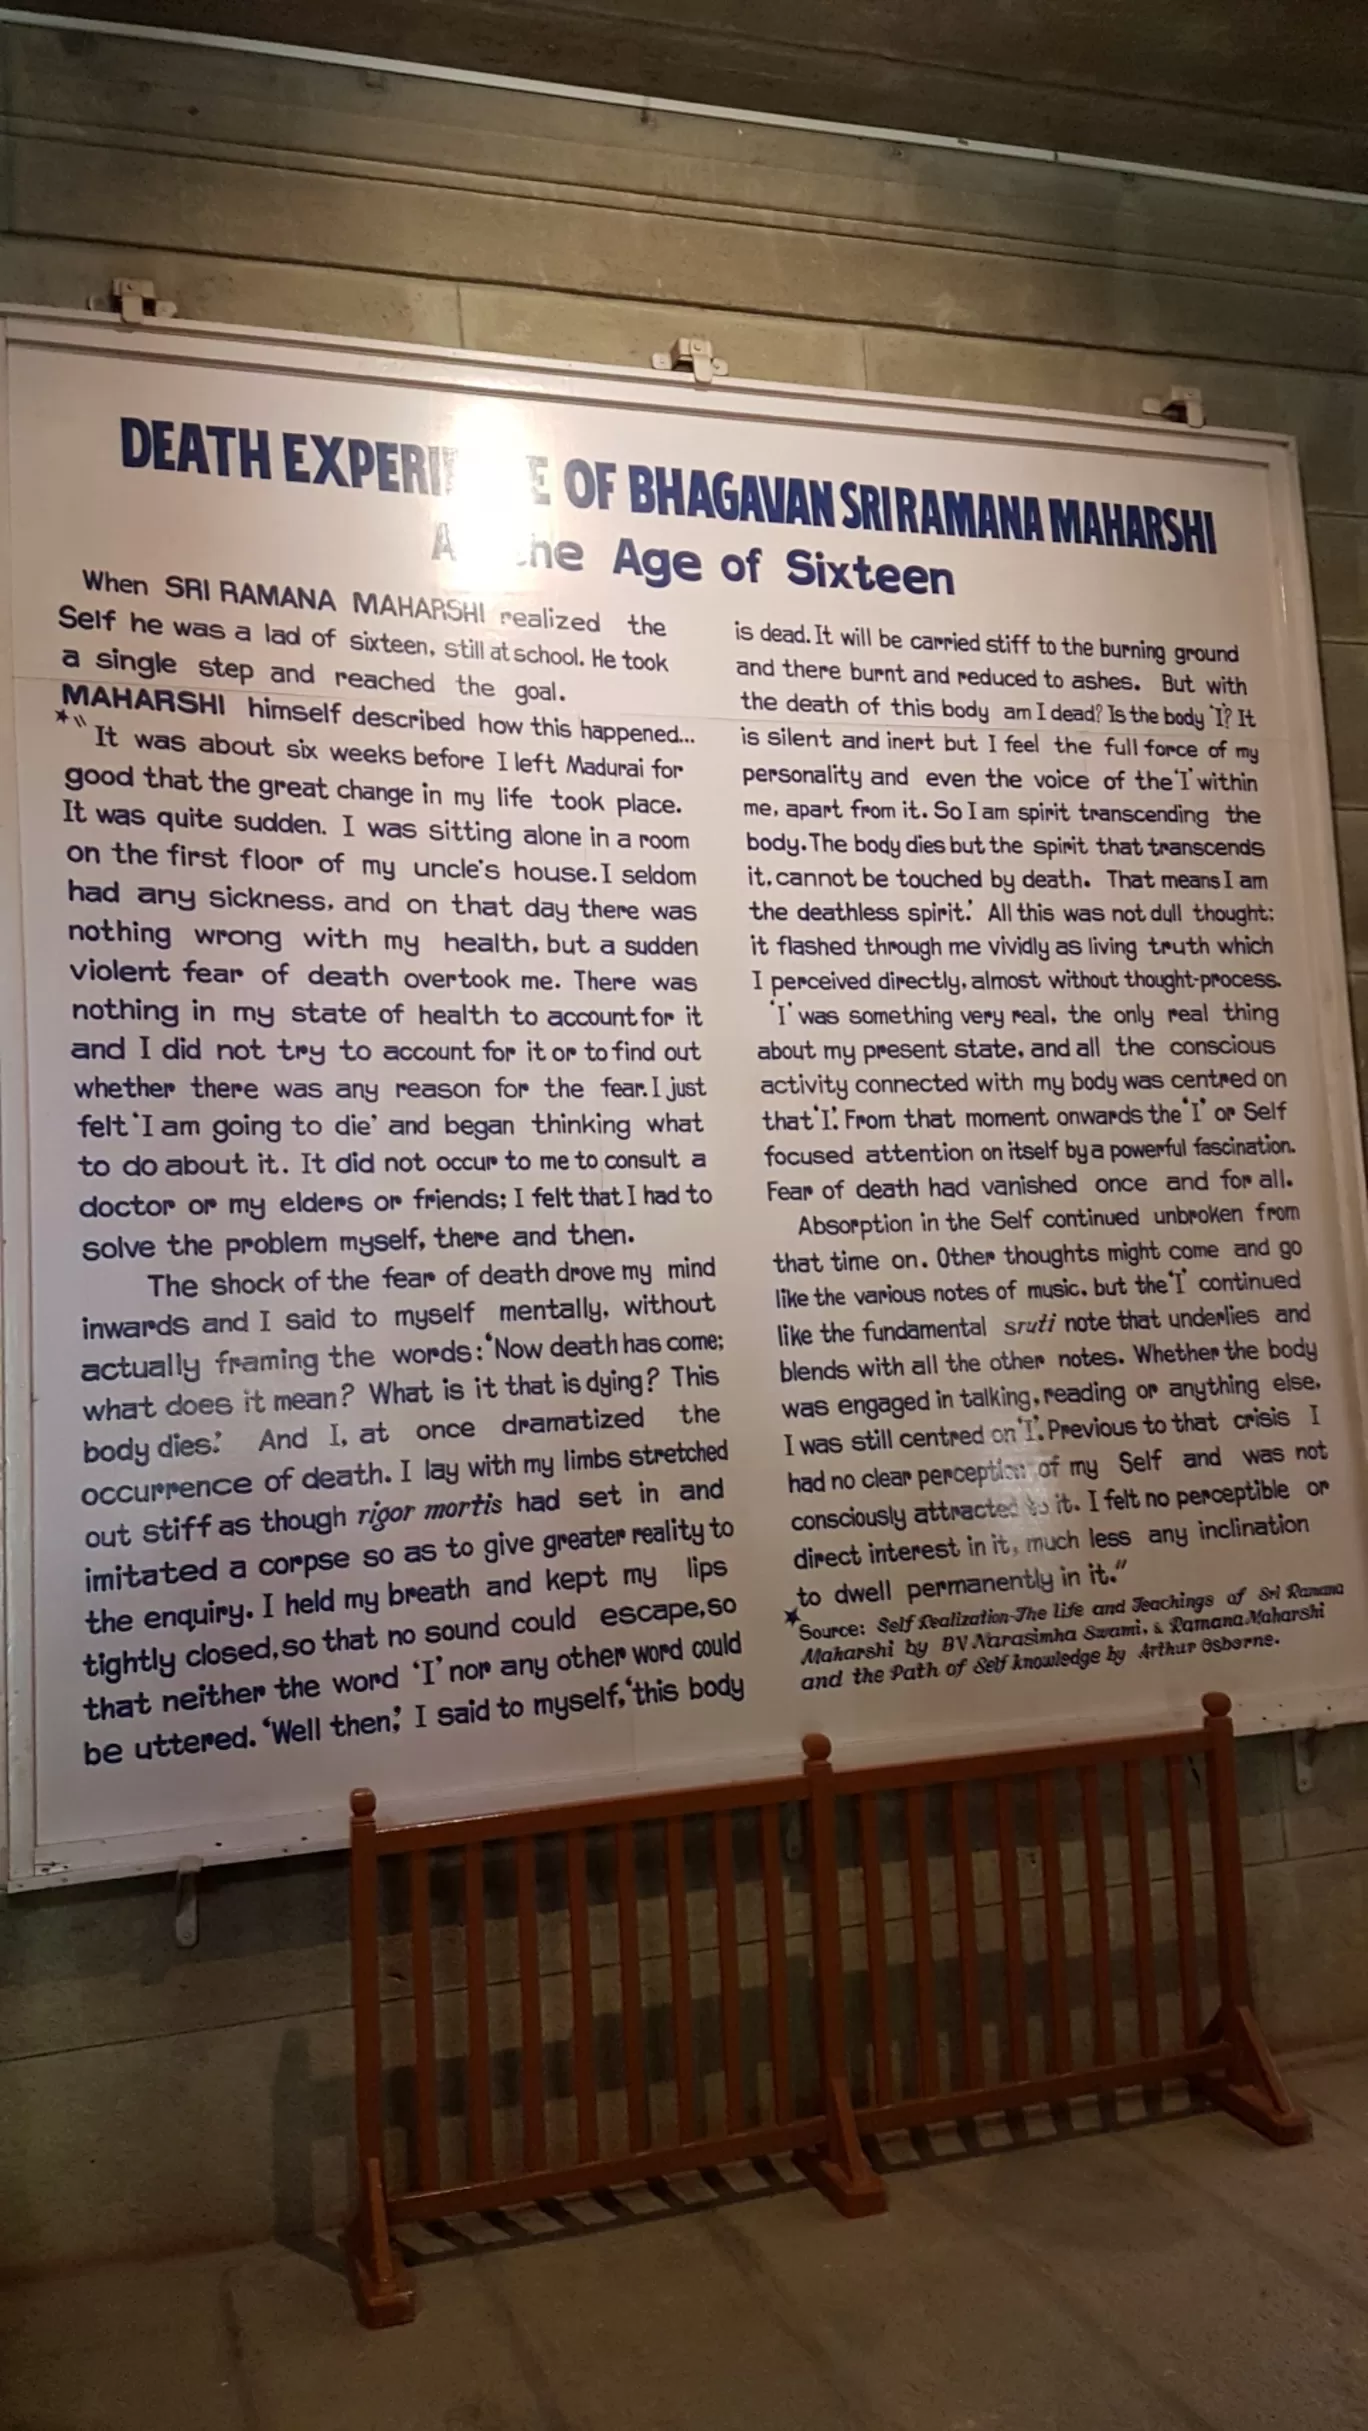 DEATH EXPERI E OF BHAGAVAN SRI RAMANA MAHARSHI
the Age of Sixteen
When SRI RAMANA MAHARSHI realized the
Self he was a lad of sixteen, still at school. He took
a single step and reached the goal.
MAHARSHI himself described how this happened...
★"It was about six weeks before I left Madurai for
good that the great change in my life took place.
It was quite sudden. I was sitting alone in a room
on the first floor of my uncle's house. I seldom
had any sickness, and on that day there was
nothing wrong with my health, but a sudden
violent fear of death overtook me. There was
nothing in my state of health to account for it
and I did not try to account for it or to find out
whether there was any reason for the fear. I just
felt 'I am going to die' and began thinking what
to do about it. It did not occur to me to consult a
doctor or my elders or friends; I felt that I had to
solve the problem myself, there and then.
The shock of the fear of death drove my mind
inwards and I said to myself mentally, without
actually framing the words: 'Now death has come;
what does it mean? What is it that is dying? This
body dies.' And I, at once dramatized the
occurrence of death. I lay with my limbs stretched
out stiff as though rigor mortis had set in and
imitated a corpse so as to give greater reality to
the enquiry. I held my breath and kept my lips
tightly closed, so that no sound could escape, so
that neither the word 'I' nor any other word could
be uttered. 'Well then,' I said to myself, 'this body
is dead. It will be carried stiff to the burning ground
and there burnt and reduced to ashes. But with
the death of this body am I dead? Is the body 'I'? It
is silent and inert but I feel the full force of my
personality and even the voice of the 'I' within
me, apart from it. So I am spirit transcending the
body. The body dies but the spirit that transcends
it, cannot be touched by death. That means I am
the deathless spirit.' All this was not dull thought;
it flashed through me vividly as living truth which
I perceived directly, almost without thought-process.
'I' was something very real, the only real thing
about my present state, and all the conscious
activity connected with my body was centred on
that 'I'. From that moment onwards the 'I' or Self
focused attention on itself by a powerful fascination.
Fear of death had vanished once and for all.
Absorption in the Self continued unbroken from
that time on. Other thoughts might come and go
like the various notes of music, but the 'I' continued
like the fundamental sruti note that underlies and
blends with all the other notes. Whether the body
was engaged in talking, reading or anything else,
I was still centred on 'I'. Previous to that crisis I
had no clear perception of my Self and was not
consciously attracted to it. I felt no perceptible or
direct interest in it, much less any inclination
to dwell permanently in it."
★Source: Self Realization-The life and Teachings of Sri Ramana
Maharshi by B V Narasimha Swami, & Ramana Maharshi
and the Path of Self knowledge by Arthur Osborne.